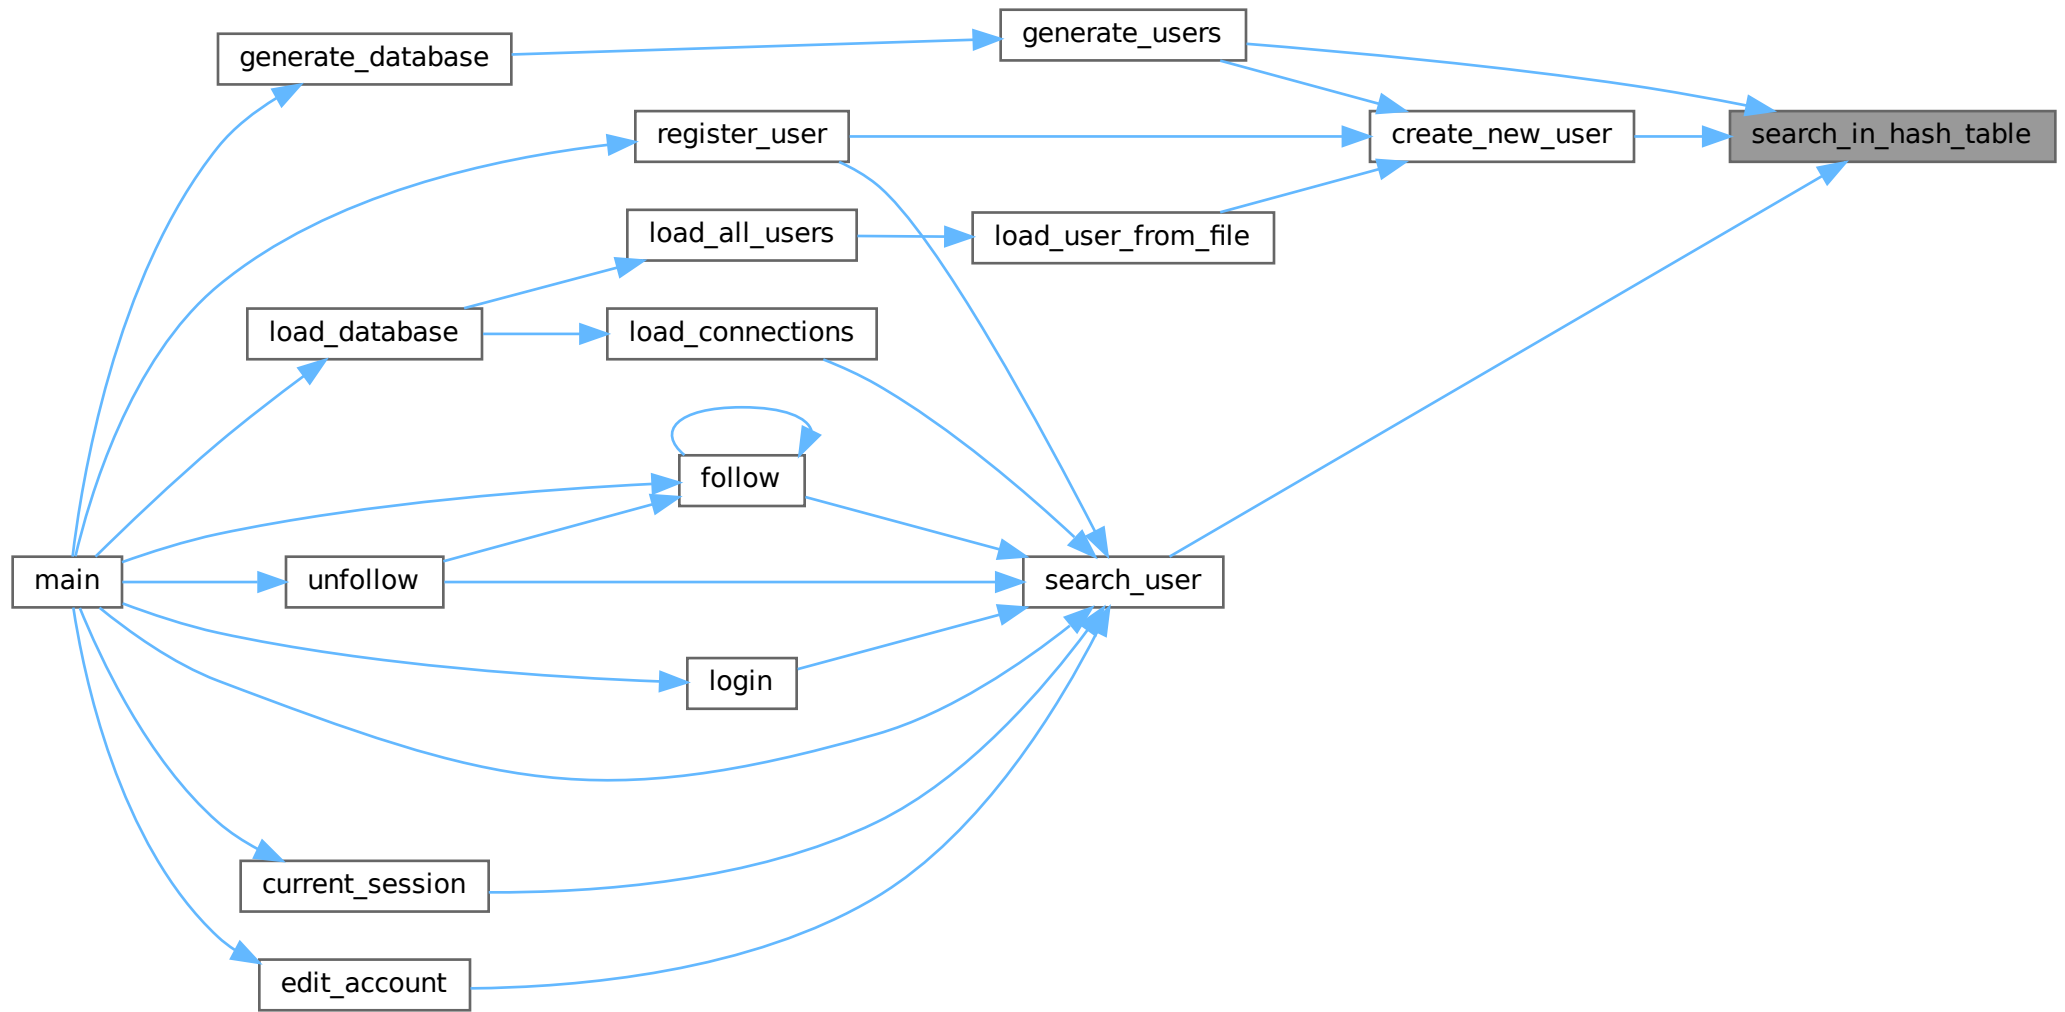 generate_database
generate_users
register_user
create_new_user
search_in_hash_table
load_all_users
load_user_from_file
load_database
load_connections
follow
main
unfollow
search_user
login
current_session
edit_account